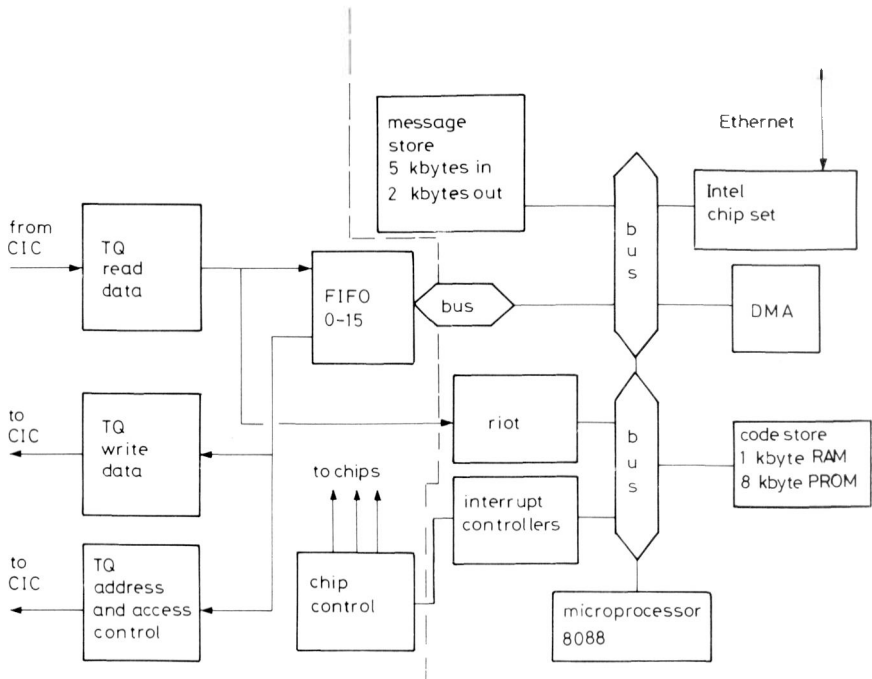 message
store
5 kbytes in
2 kbytes out
Ethernet
Intel
chip set
bus
from
CIC
TQ
read
data
FIFO
0-15
bus
DMA
to
CIC
TQ
write
data
riot
bus
code store
1 kbyte RAM
8 kbyte PROM
to chips
interrupt
controllers
to
CIC
TQ
address
and access
control
chip
control
microprocessor
8088